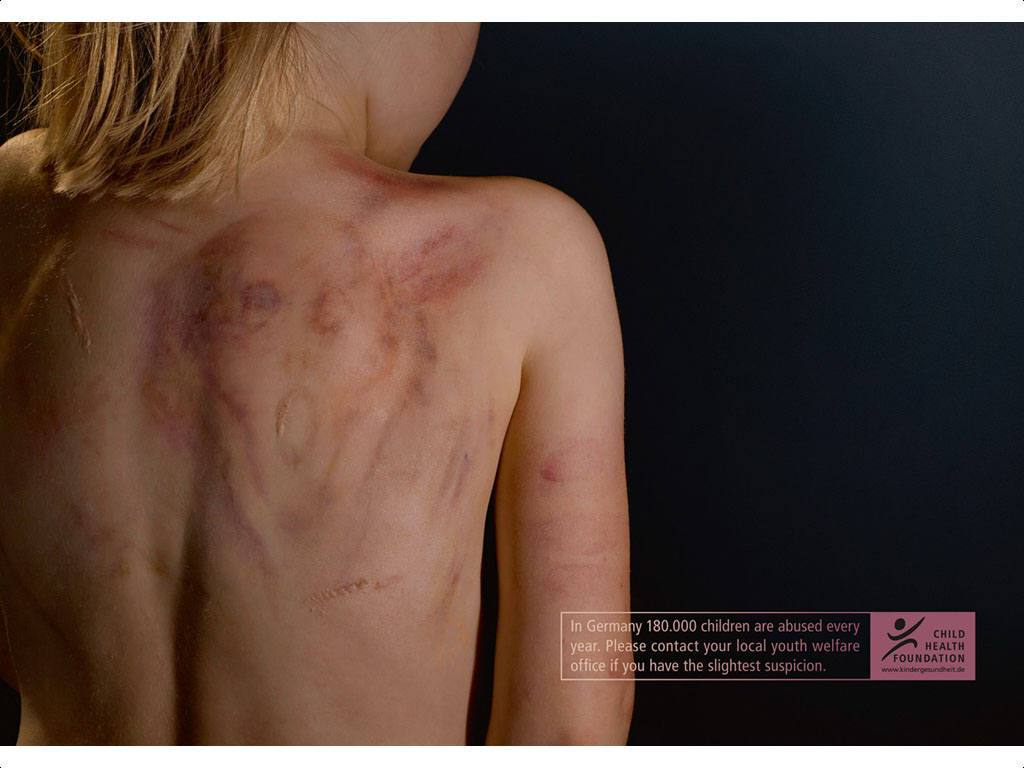 In Germany 180.000 children are abused every
year. Please contact your local youth welfare
office if you have the slightest suspicion.
CHILD
HEALTH
FOUNDATION
www.kindergesundheit.de